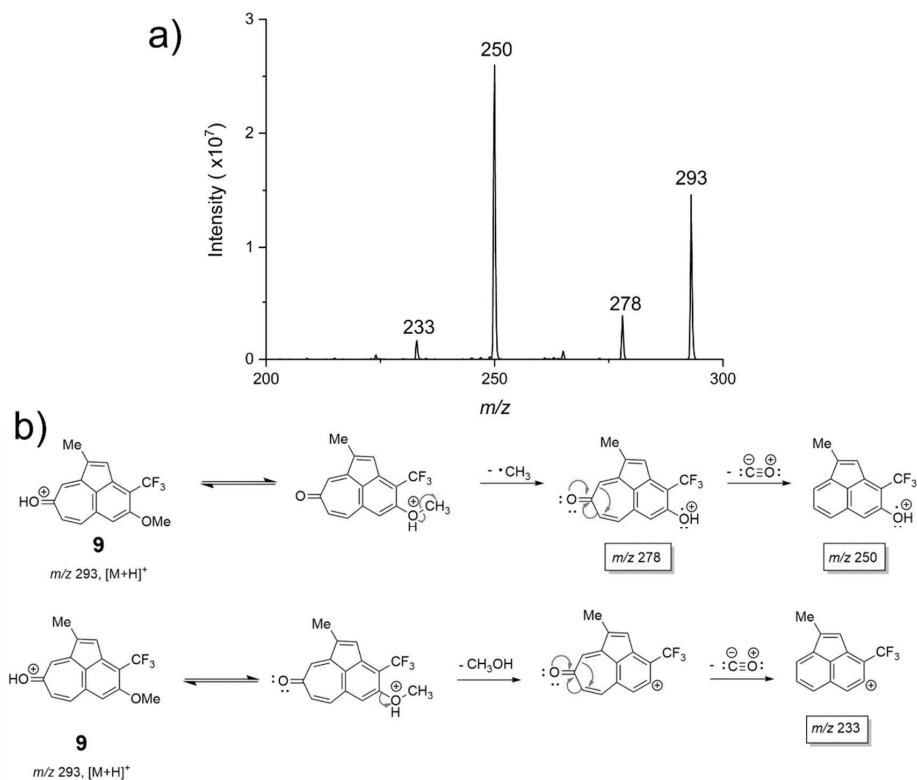 a)
Intensity ( x10⁷)
3
2
1
0
250
293
278
233
200
250
300
m/z
b)
Me
CF₃
HO⁺
OMe
9
m/z 293, [M+H]⁺
Me
CF₃
O
CH₃
O⁺
H
- •CH₃
Me
CF₃
:O
OH
m/z 278
- :C≡O:
Me
CF₃
OH
m/z 250
Me
CF₃
HO⁺
OMe
9
m/z 293, [M+H]⁺
Me
CF₃
:O
O⁺
CH₃
H
- CH₃OH
Me
CF₃
:O
+
- :C≡O:
Me
CF₃
+
m/z 233